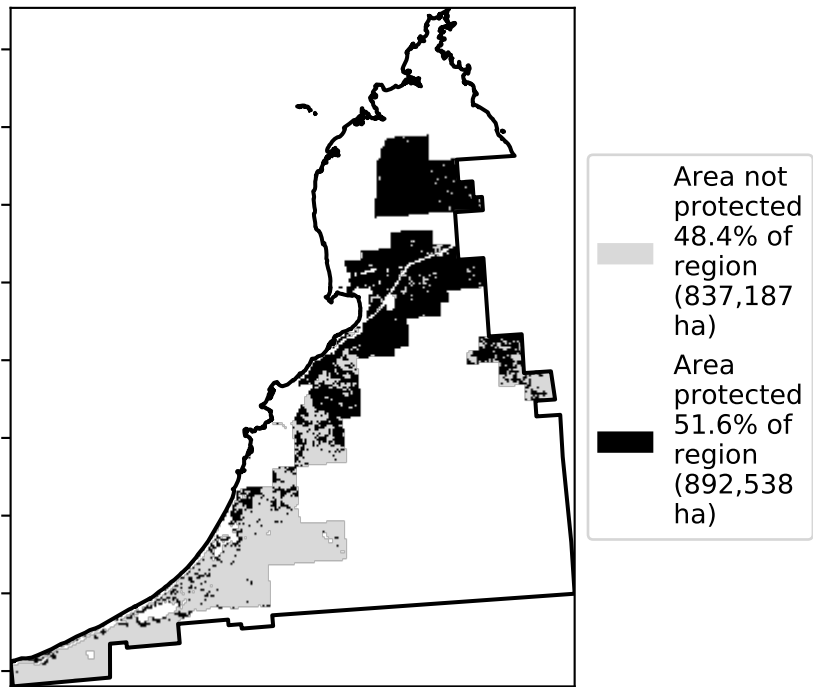 Area not
protected
48.4% of
region
(837,187
ha)
Area
protected
51.6% of
region
(892,538
ha)